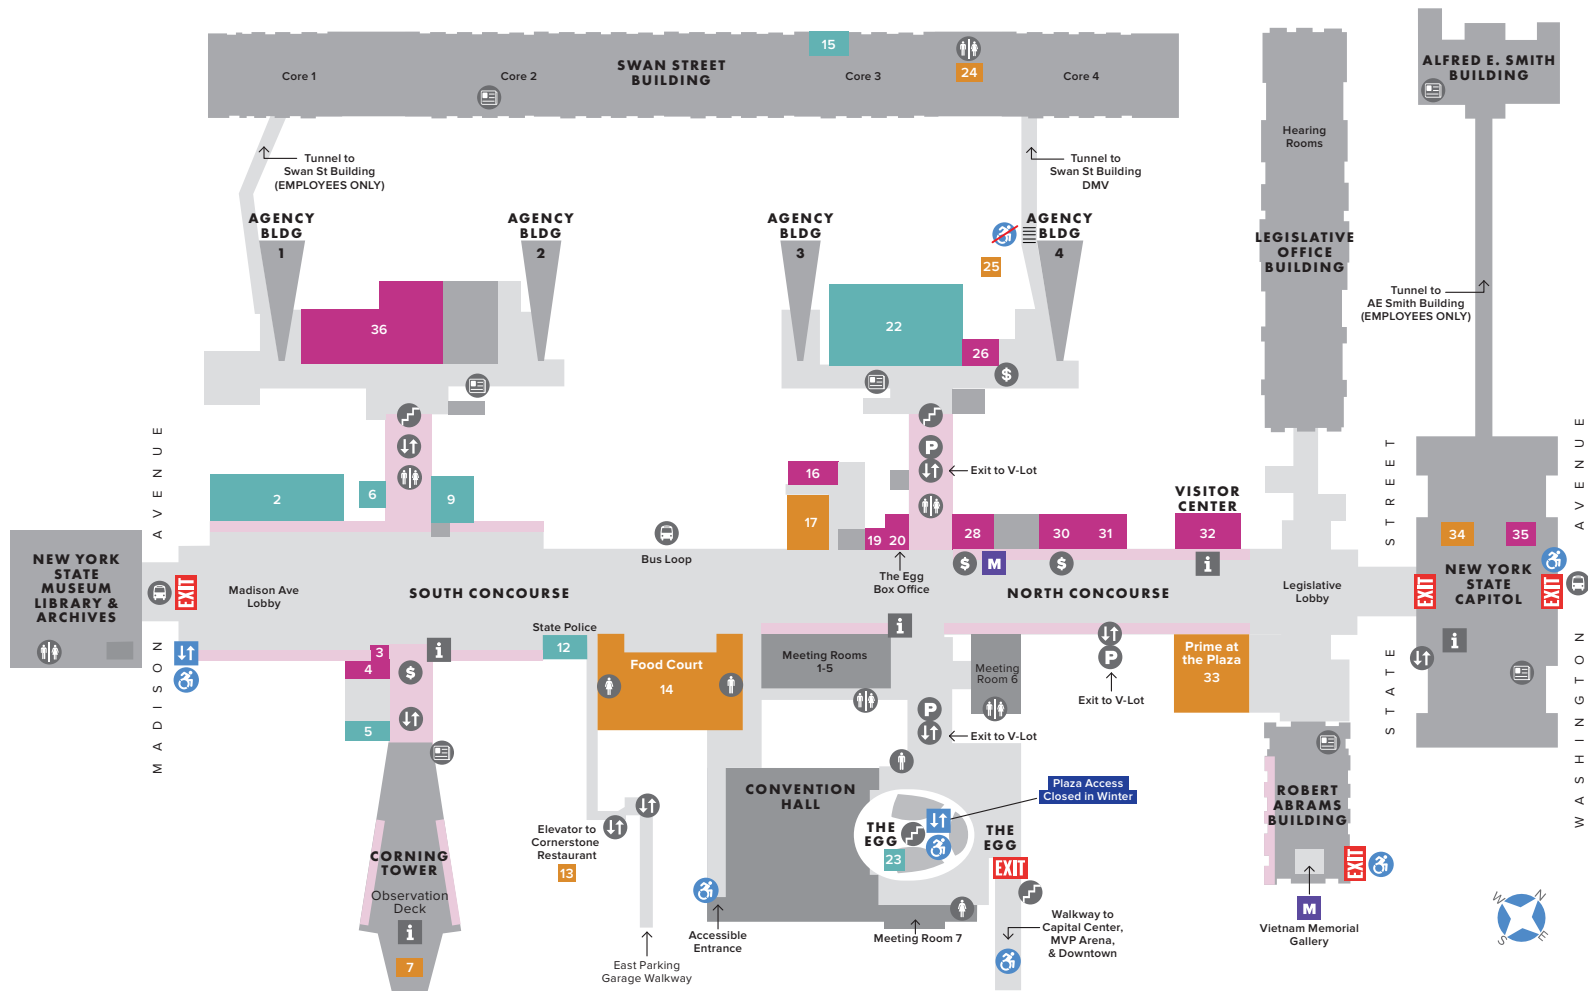 15
24
SWAN STREET
BUILDING
Core 1
Core 2
Core 3
Core 4
ALFRED E. SMITH
BUILDING
Hearing
Rooms
Tunnel to
Swan St Building
(EMPLOYEES ONLY)
Tunnel to
Swan St Building
DMV
AGENCY
BLDG
1
AGENCY
BLDG
2
AGENCY
BLDG
3
AGENCY
BLDG
4
25
LEGISLATIVE
OFFICE
BUILDING
Tunnel to
AE Smith Building
(EMPLOYEES ONLY)
36
22
26
$
P
Exit to V-Lot
2
6
9
16
17
19
20
28
30
31
VISITOR
CENTER
32
34
35
MADISON AVENUE
STATE STREET
WASHINGTON AVENUE
NEW YORK
STATE
MUSEUM
LIBRARY &
ARCHIVES
EXIT
Madison Ave
Lobby
SOUTH CONCOURSE
Bus Loop
The Egg
Box Office
$
M
$
i
NORTH CONCOURSE
Legislative
Lobby
EXIT
NEW YORK
STATE
CAPITOL
EXIT
i
3
4
5
i
$
State Police
12
Food Court
14
Meeting Rooms
1-5
i
Meeting
Room 6
P
Exit to V-Lot
Prime at
the Plaza
33
P
Exit to V-Lot
CONVENTION
HALL
THE
EGG
23
THE
EGG
EXIT
Plaza Access
Closed in Winter
ROBERT
ABRAMS
BUILDING
EXIT
M
Vietnam Memorial
Gallery
CORNING
TOWER
Observation
Deck
i
7
Elevator to
Cornerstone
Restaurant
13
East Parking
Garage Walkway
Accessible
Entrance
Meeting Room 7
Walkway to
Capital Center,
MVP Arena,
& Downtown
W
N
S
E